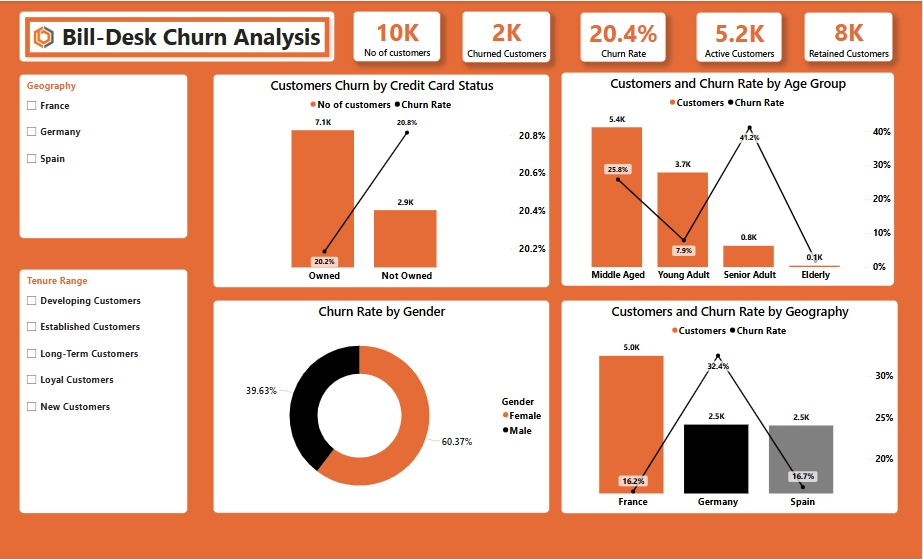 Bill-Desk Churn Analysis
10K
No of customers
2K
Churned Customers
20.4%
Churn Rate
5.2K
Active Customers
8K
Retained Customers
Geography
France
Germany
Spain
Tenure Range
Developing Customers
Established Customers
Long-Term Customers
Loyal Customers
New Customers
Customers Churn by Credit Card Status
No of customers Churn Rate
7.1K
20.8%
20.8%
20.6%
2.9K
20.4%
20.2%
20.2%
Owned Not Owned
Customers and Churn Rate by Age Group
Customers Churn Rate
5.4K
41.2%
40%
3.7K
25.8%
30%
20%
7.9%
0.8K
10%
0.1K
0%
Middle Aged Young Adult Senior Adult Elderly
Churn Rate by Gender
39.63%
60.37%
Gender
Female
Male
Customers and Churn Rate by Geography
Customers Churn Rate
5.0K
32.4%
30%
2.5K
2.5K
25%
20%
16.2%
16.7%
France Germany Spain